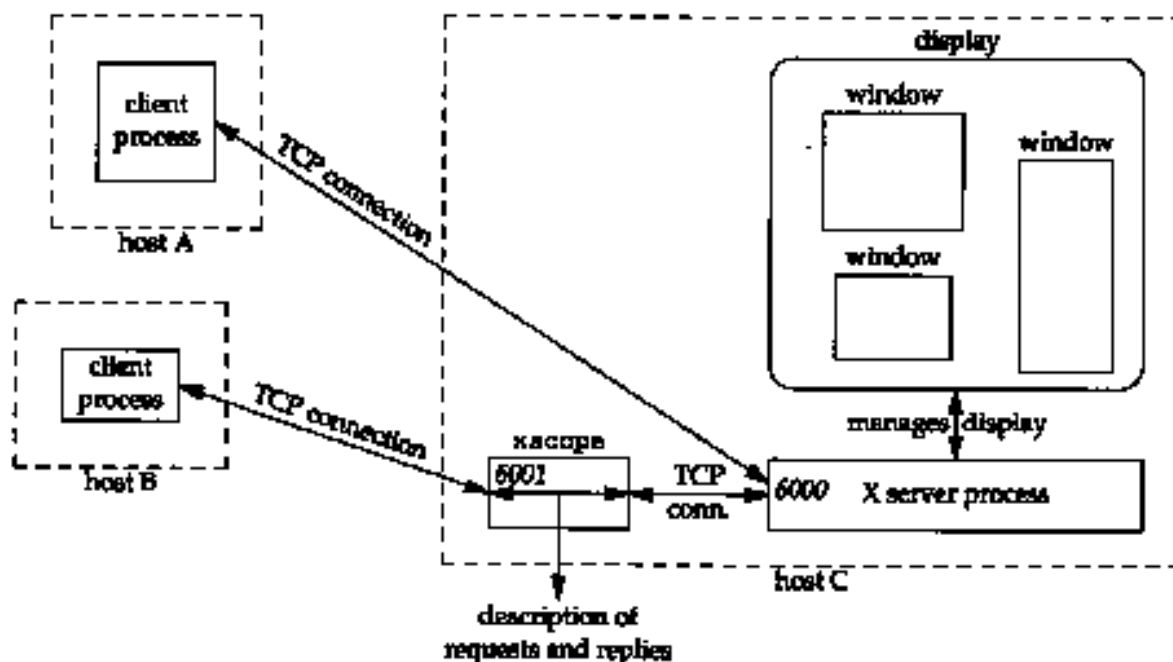 display
client
process
window
window
TCP connection
host A
window
client
process
TCP connection
manages display
xscope
6001
TCP
conn.
6000
X server process
host B
host C
description of
requests and replies